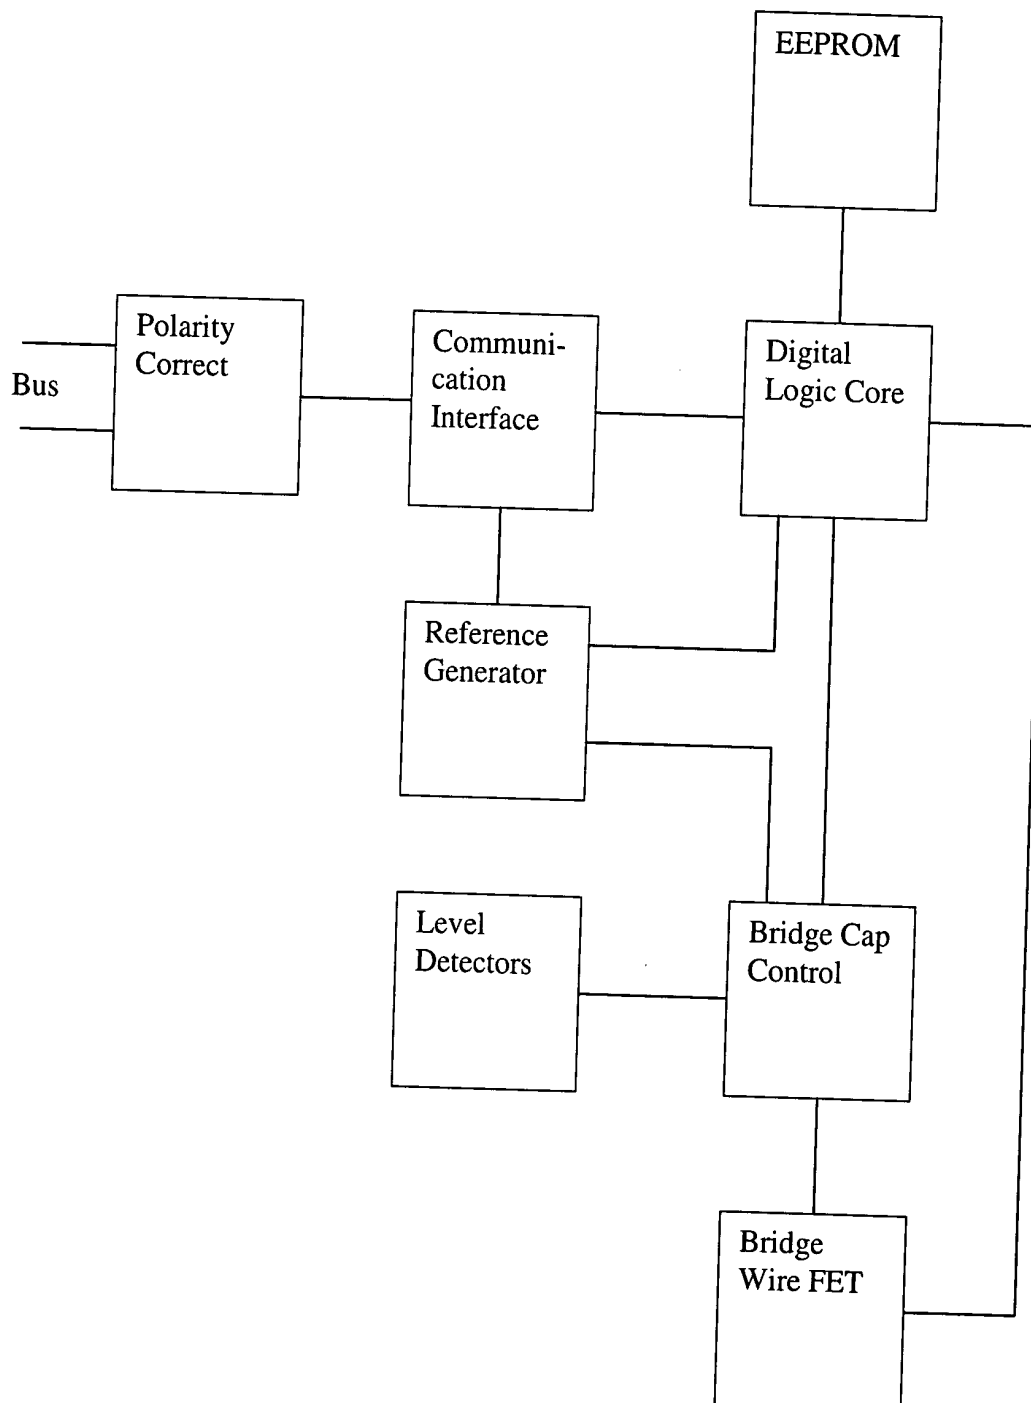 EEPROM
Polarity
Correct
Bus
Communi-
cation
Interface
Digital
Logic Core
Reference
Generator
Level
Detectors
Bridge Cap
Control
Bridge
Wire FET